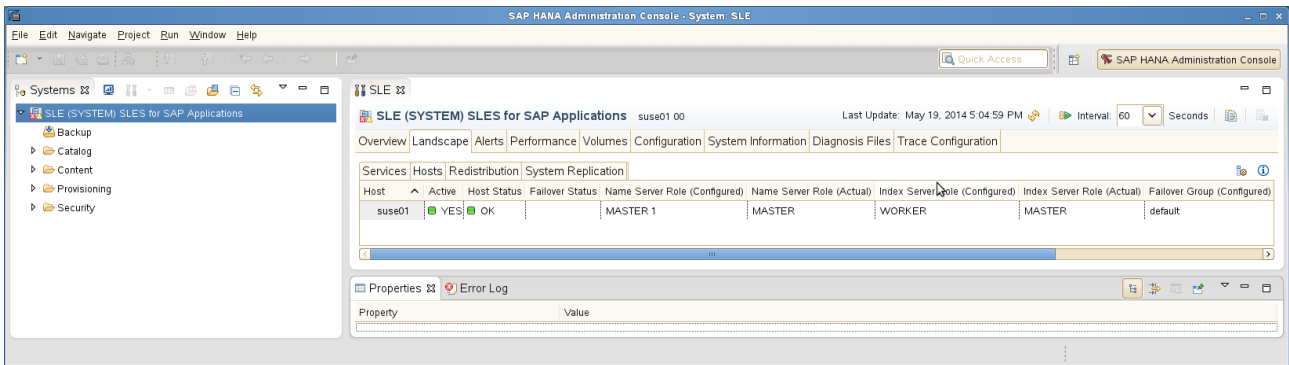 SAP HANA Administration Console - System: SLE
File Edit Navigate Project Run Window Help
Quick Access
SAP HANA Administration Console
Systems
SLE (SYSTEM) SLES for SAP Applications
Backup
Catalog
Content
Provisioning
Security
SLE
SLE (SYSTEM) SLES for SAP Applications suse01 00
Last Update: May 19, 2014 5:04:59 PM Interval: 60 Seconds
Overview Landscape Alerts Performance Volumes Configuration System Information Diagnosis Files Trace Configuration
Services Hosts Redistribution System Replication
Host Active Host Status Failover Status Name Server Role (Configured) Name Server Role (Actual) Index Server Role (Configured) Index Server Role (Actual) Failover Group (Configured)
suse01 YES OK MASTER 1 MASTER WORKER MASTER default
Properties Error Log
Property Value